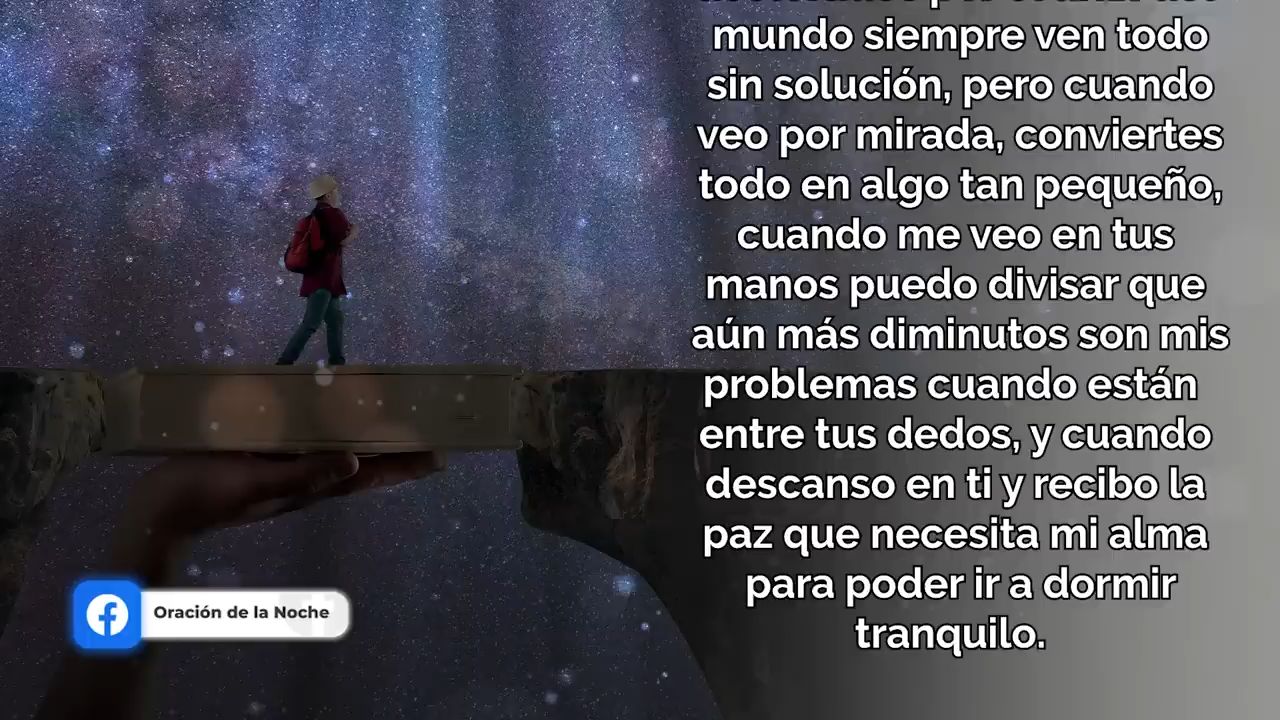 mundo siempre ven todo
sin solución, pero cuando
veo por mirada, conviertes
todo en algo tan pequeño,
cuando me veo en tus
manos puedo divisar que
aún más diminutos son mis
problemas cuando están
entre tus dedos, y cuando
descanso en ti y recibo la
paz que necesita mi alma
para poder ir a dormir
tranquilo.
Oración de la Noche